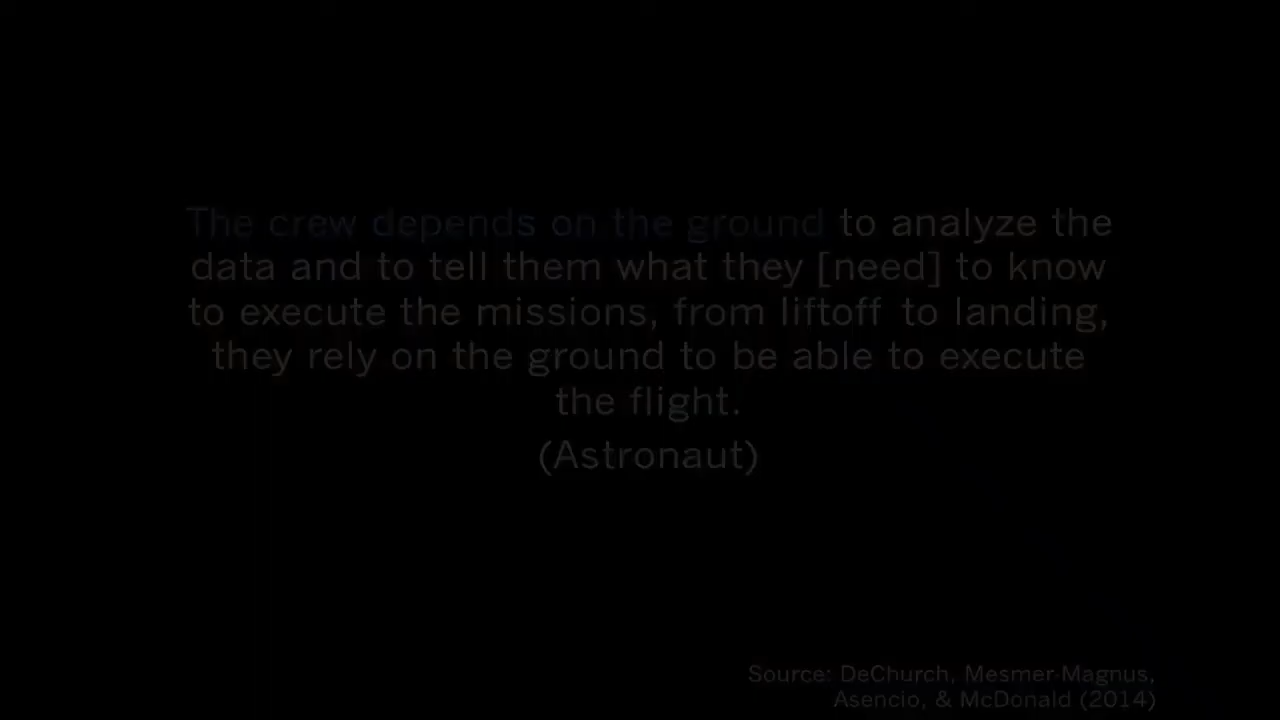 The crew depends on the ground to analyze the
data and to tell them what they [need] to know
to execute the missions, from liftoff to landing,
they rely on the ground to be able to execute
the flight.
(Astronaut)
Source: DeChurch, Mesmer-Magnus,
Asencio, & McDonald (2014)